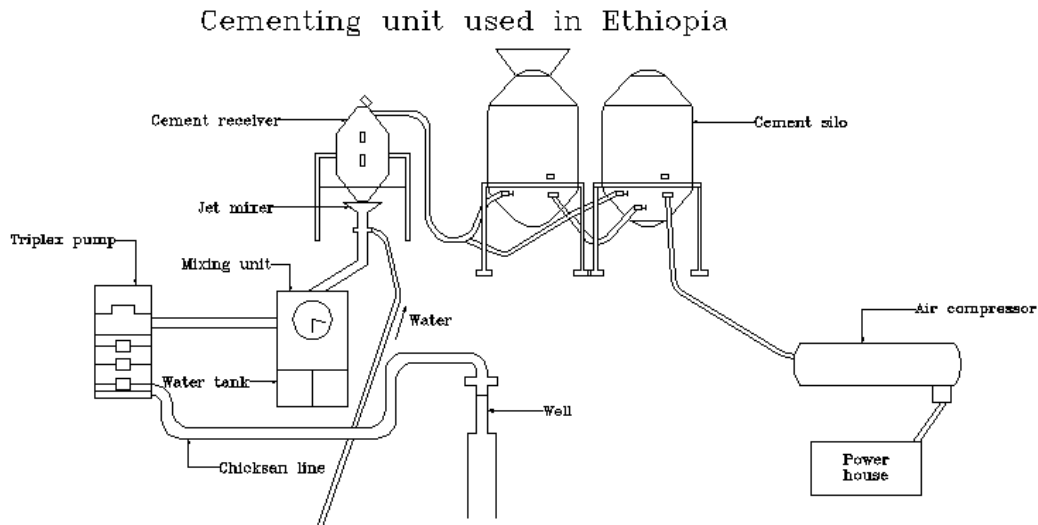 Cementing unit used in Ethiopia
Cement receiver
Cement silo
Jet mixer
Triplex pump
Mixing unit
Air compressor
Water
Water tank
Well
Power
house
Chicksan line